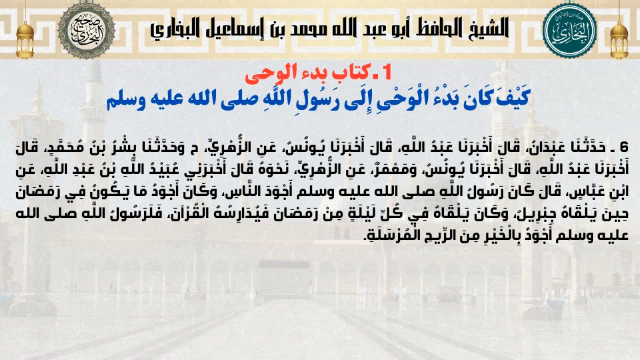 الشيخ الحافظ أبو عبد الله محمد بن إسماعيل البخاري
صحيح البخاري
البخاري
1 ـ كتاب بدء الوحى
كَيْفَ كَانَ بَدْءُ الْوَحْىِ إِلَى رَسُولِ اللَّهِ صلى الله عليه وسلم
6 ـ حَدَّثَنَا عَبْدَانُ، قَالَ أَخْبَرَنَا عَبْدُ اللَّهِ، قَالَ أَخْبَرَنَا يُونُسُ، عَنِ الزُّهْرِيِّ، ح وَحَدَّثَنَا بِشْرُ بْنُ مُحَمَّدٍ، قَالَ
أَخْبَرَنَا عَبْدُ اللَّهِ، قَالَ أَخْبَرَنَا يُونُسُ، وَمَعْمَرٌ، عَنِ الزُّهْرِيِّ، نَحْوَهُ قَالَ أَخْبَرَنِي عُبَيْدُ اللَّهِ بْنُ عَبْدِ اللَّهِ، عَنِ
ابْنِ عَبَّاسٍ، قَالَ كَانَ رَسُولُ اللَّهِ صلى الله عليه وسلم أَجْوَدَ النَّاسِ، وَكَانَ أَجْوَدُ مَا يَكُونُ فِي رَمَضَانَ
حِينَ يَلْقَاهُ جِبْرِيلُ، وَكَانَ يَلْقَاهُ فِي كُلِّ لَيْلَةٍ مِنْ رَمَضَانَ فَيُدَارِسُهُ الْقُرْآنَ، فَلَرَسُولُ اللَّهِ صلى الله
عليه وسلم أَجْوَدُ بِالْخَيْرِ مِنَ الرِّيحِ الْمُرْسَلَةِ.